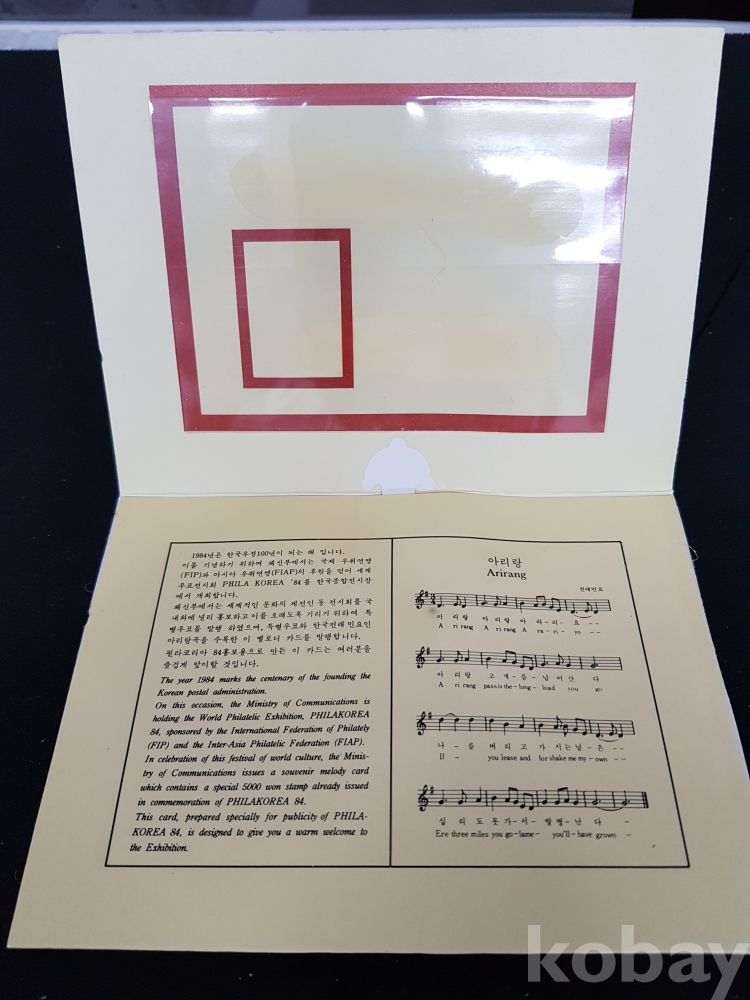 1984년은 한국우정100년이 되는 해 입니다.
이를 기념하기 위하여 체신부에서는 국제 우취연맹
(FIP)과 아시아 우취연맹(FIAP)의 후원을 얻어 세계
우표전시회 PHILA KOREA '84를 한국종합전시장
에서 개최합니다.
체신부에서는 세계적인 문화의 제전인 동 전시회를 국
내외에 널리 홍보하고 이를 오래도록 기리기 위하여 특
별우표를 발행 하였으며, 특별우표와 한국전래 민요인
아리랑곡을 수록한 이 멜로디 카드를 발행합니다.
필라코리아 84홍보용으로 만든 이 카드는 여러분을
즐겁게 맞이할 것입니다.
The year 1984 marks the centenary of the founding the
Korean postal administration.
On this occasion, the Ministry of Communications is
holding the World Philatelic Exhibition, PHILAKOREA
84, sponsored by the International Federation of Philately
(FIP) and the Inter-Asia Philatelic Federation (FIAP).
In celebration of this festival of world culture, the Minis-
try of Communications issues a souvenir melody card
which contains a special 5000 won stamp already issued
in commemoration of PHILAKOREA 84.
This card, prepared specially for publicity of PHILA-
KOREA 84, is designed to give you a warm welcome to
the Exhibition.
아리랑
Arirang
전래민요
아 리 랑 아 리 랑 아 라 - 리 - 요 - -
A ri rang A ri rang A ra - ri - yo - -
아 리 랑 고 개 - 를 - 넘 어 간 다
A ri rang pass is the - long - load you go
나 - 를 버 리 고 가 시 는 님 - 은 - -
If - you leave and for shake me my - own - -
십 리 도 못 가 - 서 - 발 병 - 난 다 -
Ere three miles you go - lame - you'll - have grown -
kobay